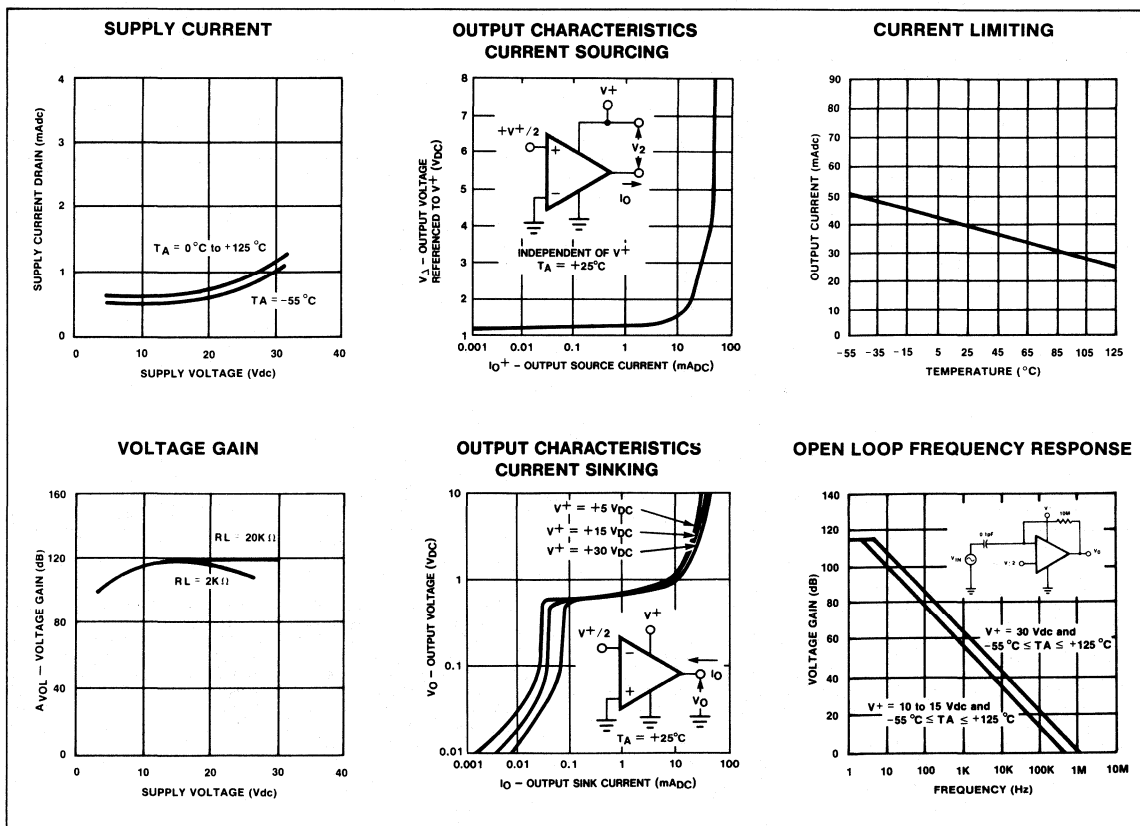 SUPPLY CURRENT
4
3
2
1
0
SUPPLY CURRENT DRAIN (mAdc)
TA = 0°C to +125°C
TA = -55°C
0 10 20 30 40
SUPPLY VOLTAGE (Vdc)
OUTPUT CHARACTERISTICS
CURRENT SOURCING
8
7
6
5
4
3
2
1
V∆ – OUTPUT VOLTAGE
REFERENCED TO V+ (VDC)
V+
+V+/2
+
−
V2
IO
INDEPENDENT OF V+
TA = +25°C
0.001 0.01 0.1 1 10 100
IO+ – OUTPUT SOURCE CURRENT (mADC)
CURRENT LIMITING
90
80
70
60
50
40
30
20
10
0
OUTPUT CURRENT (mAdc)
-55 -35 -15 5 25 45 65 85 105 125
TEMPERATURE (°C)
VOLTAGE GAIN
160
120
80
40
0
AVOL – VOLTAGE GAIN (dB)
RL = 20KΩ
RL = 2KΩ
0 10 20 30 40
SUPPLY VOLTAGE (Vdc)
OUTPUT CHARACTERISTICS
CURRENT SINKING
10
1
0.1
0.01
VO – OUTPUT VOLTAGE (VDC)
V+ = +5 VDC
V+ = +15 VDC
V+ = +30 VDC
V+
V+/2
−
+
IO
VO
TA = +25°C
0.001 0.01 0.1 1 10 100
IO – OUTPUT SINK CURRENT (mADC)
OPEN LOOP FREQUENCY RESPONSE
140
120
100
80
60
40
20
0
VOLTAGE GAIN (dB)
V
10M
0.1pF
VIN
V·2
VO
V+ = 30 Vdc and
-55°C ≤ TA ≤ +125°C
V+ = 10 to 15 Vdc and
-55°C ≤ TA ≤ +125°C
1 10 100 1K 10K 100K 1M 10M
FREQUENCY (Hz)